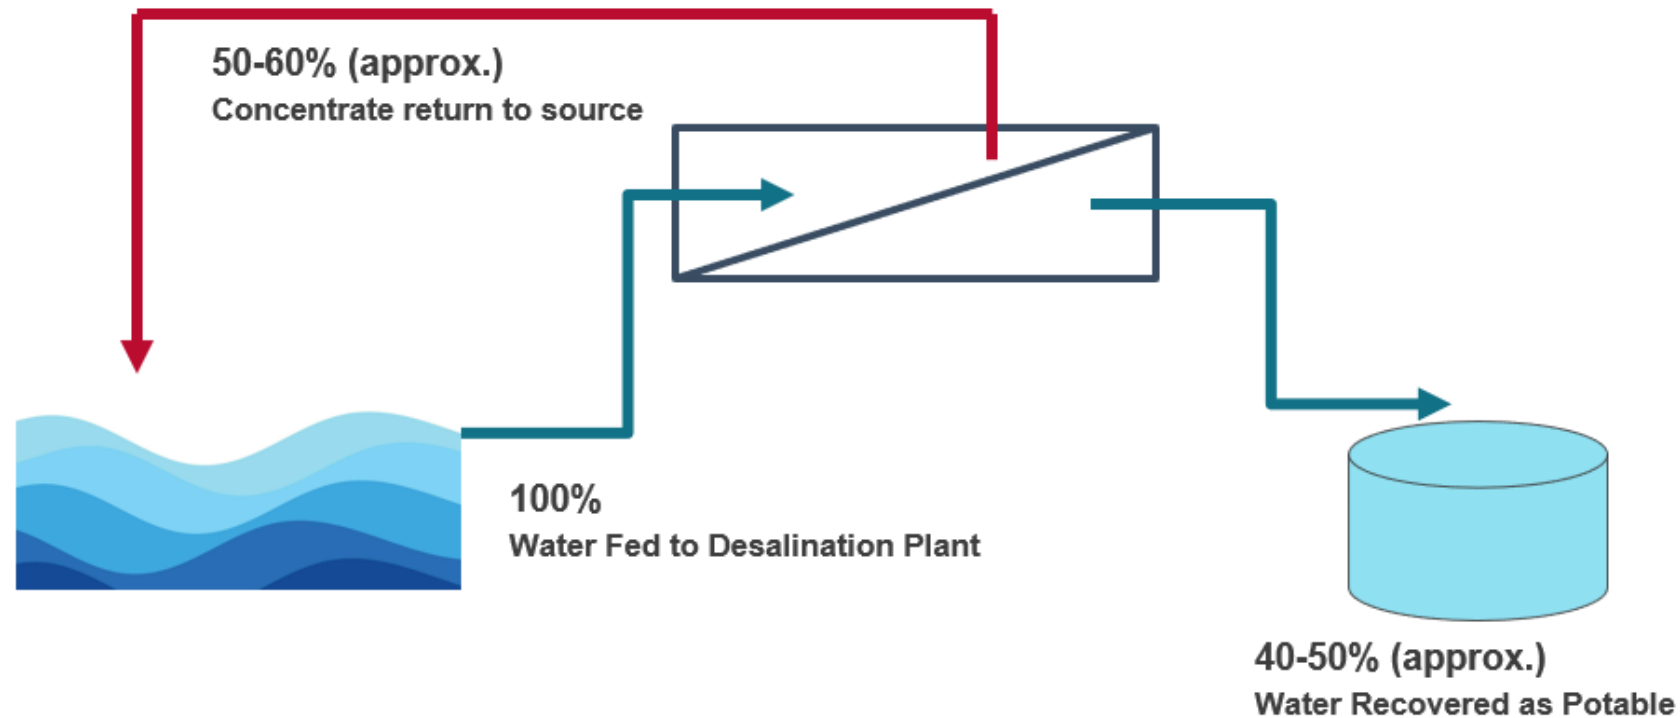 50-60% (approx.)
Concentrate return to source
100%
Water Fed to Desalination Plant
40-50% (approx.)
Water Recovered as Potable